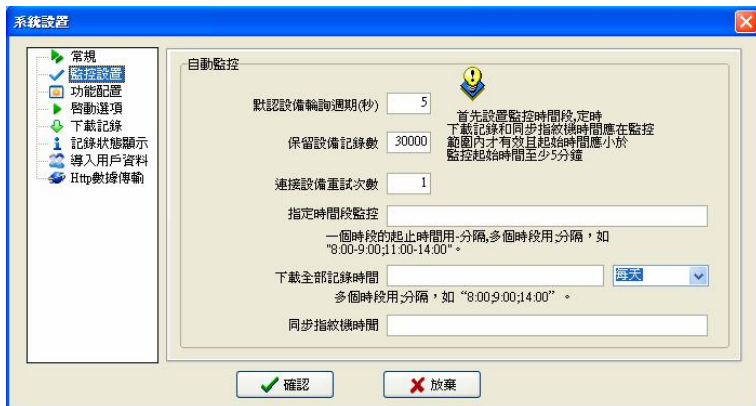 系統設置
常規
監控設置
功能配置
啓動選項
下載記錄
記錄狀態顯示
導入用戶資料
Http數據傳輸
自動監控
默認設備輪詢週期(秒) 5
首先設置監控時間段,定時
下載記錄和同步指紋機時間應在監控
範圍內才有效且起始時間應小於
監控起始時間至少5分鐘
保留設備記錄數 30000
連接設備重試次數 1
指定時間段監控
一個時段的起止時間用-分隔,多個時段用;分隔，如
"8:00-9:00;11:00-14:00"。
下載全部記錄時間 每天
多個時段用;分隔，如“8:00;9:00;14:00” 。
同步指紋機時間
確認 放棄